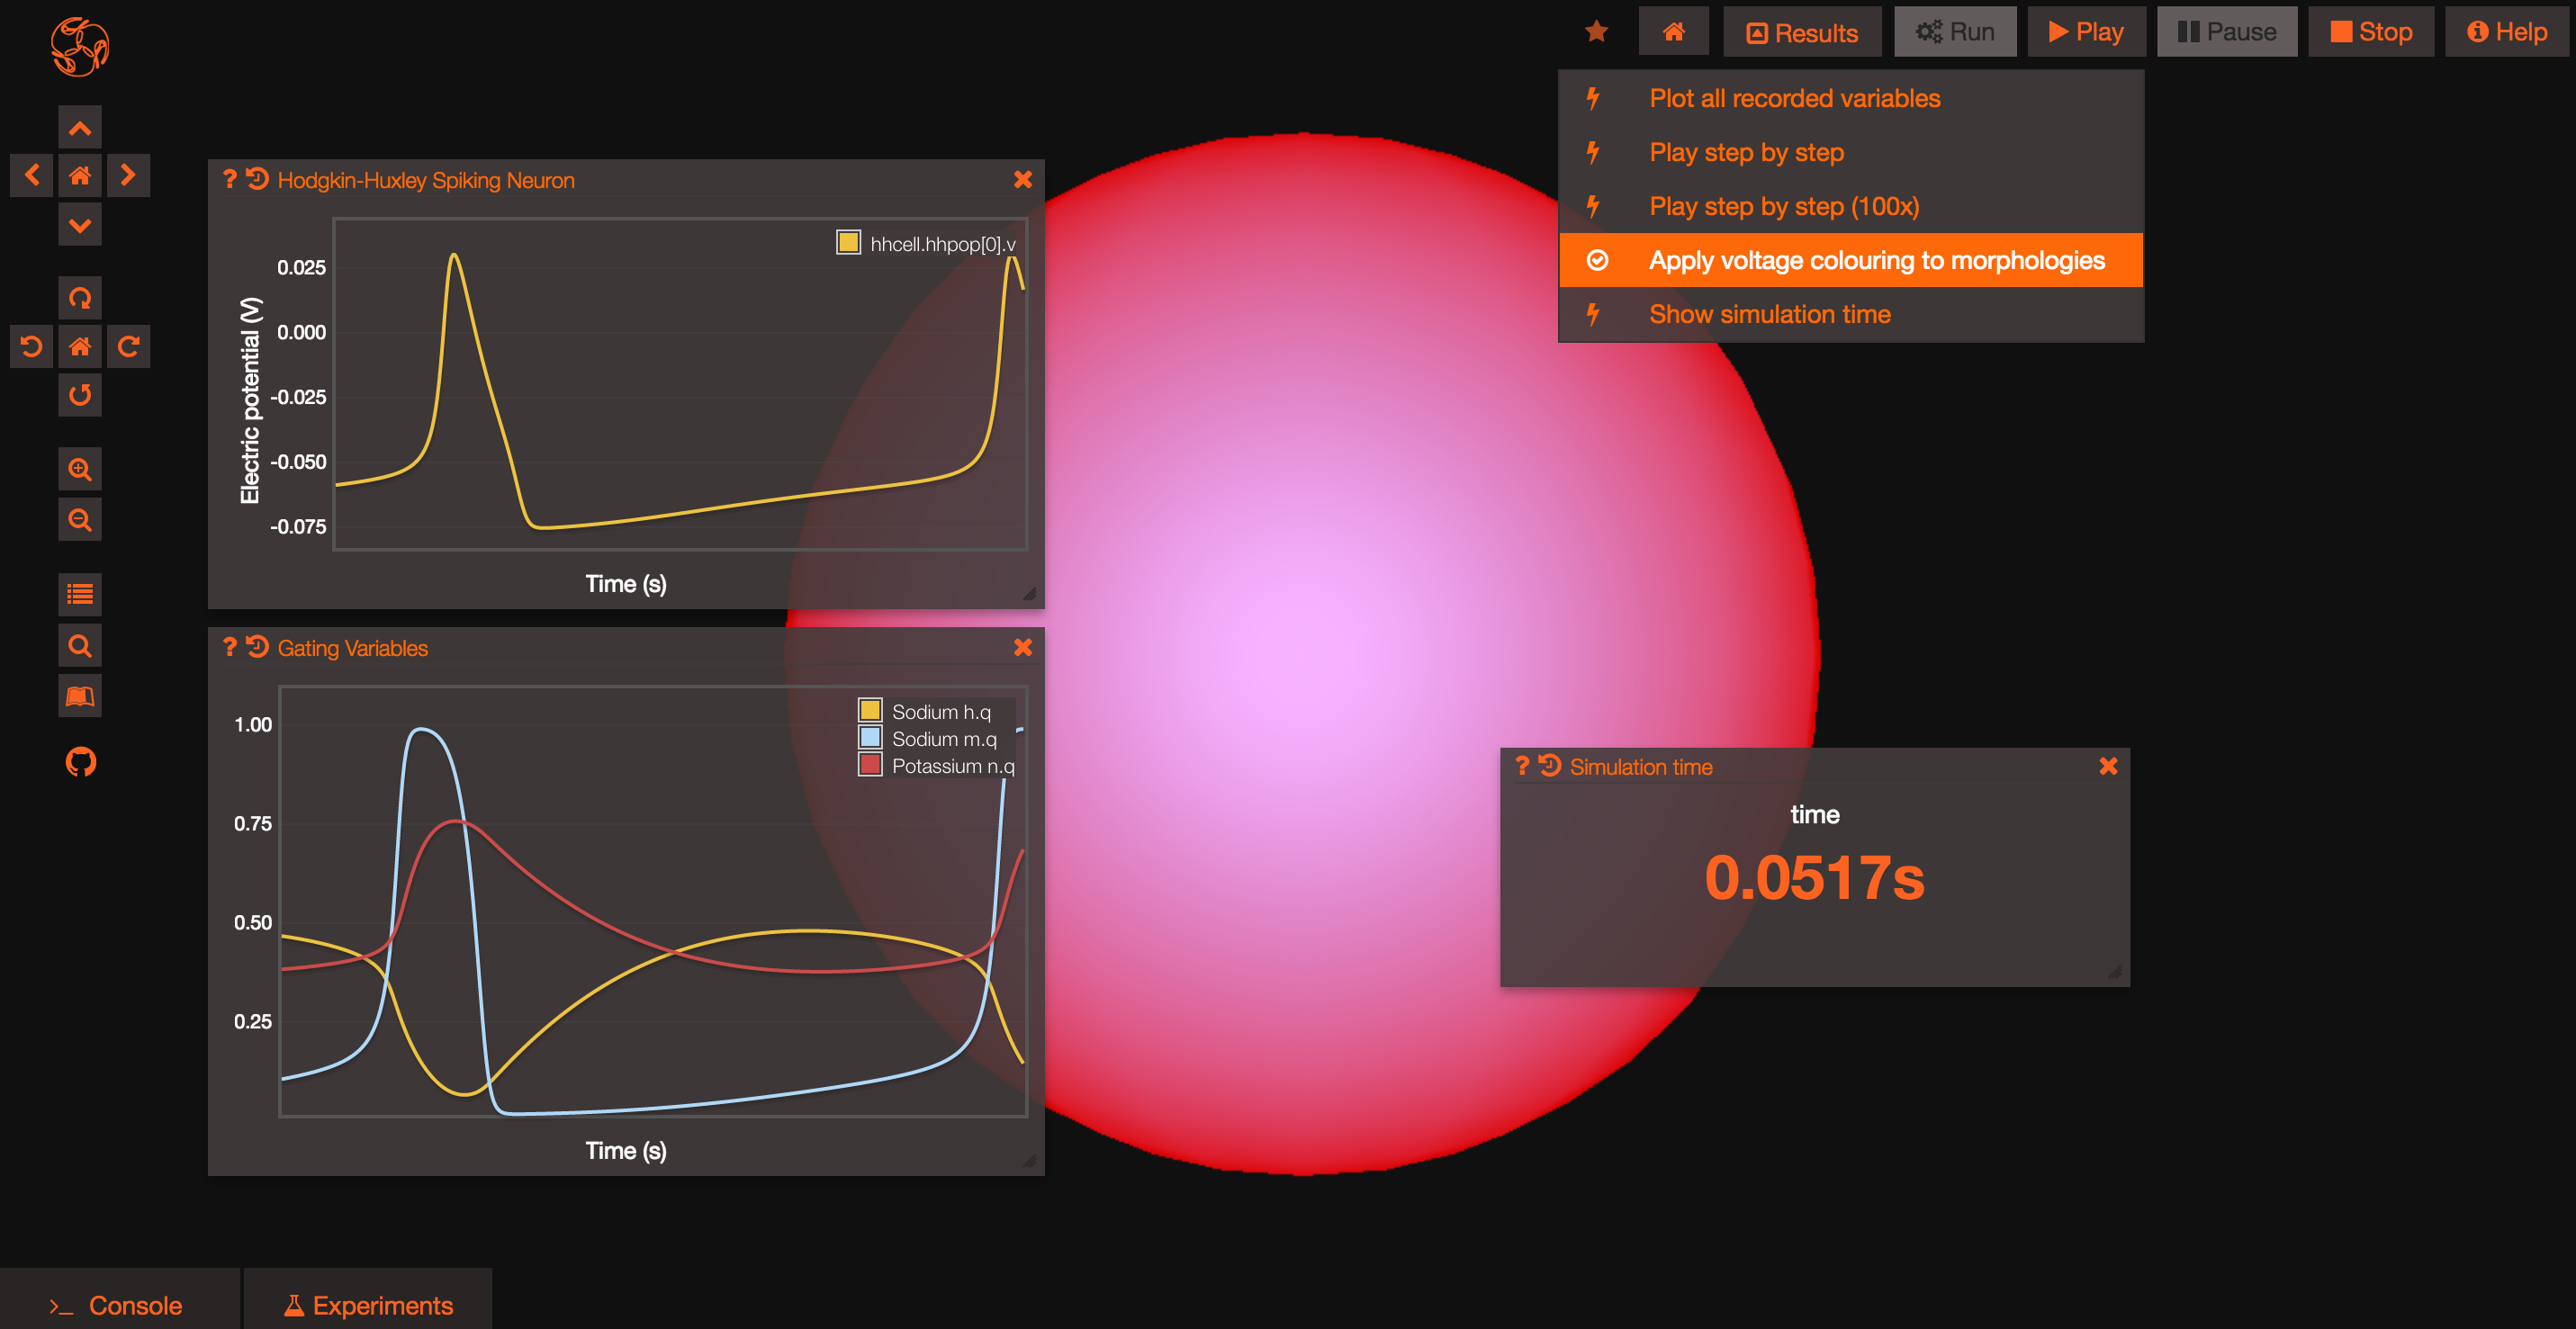 Results
Run
Play
Pause
Stop
Help
Plot all recorded variables
Play step by step
Play step by step (100x)
Apply voltage colouring to morphologies
Show simulation time
? Hodgkin-Huxley Spiking Neuron
hhcell.hhpop[0].v
0.025
0.000
-0.025
-0.050
-0.075
Electric potential (V)
Time (s)
? Gating Variables
Sodium h.q
Sodium m.q
Potassium n.q
1.00
0.75
0.50
0.25
Time (s)
? Simulation time
time
0.0517s
>_ Console
Experiments